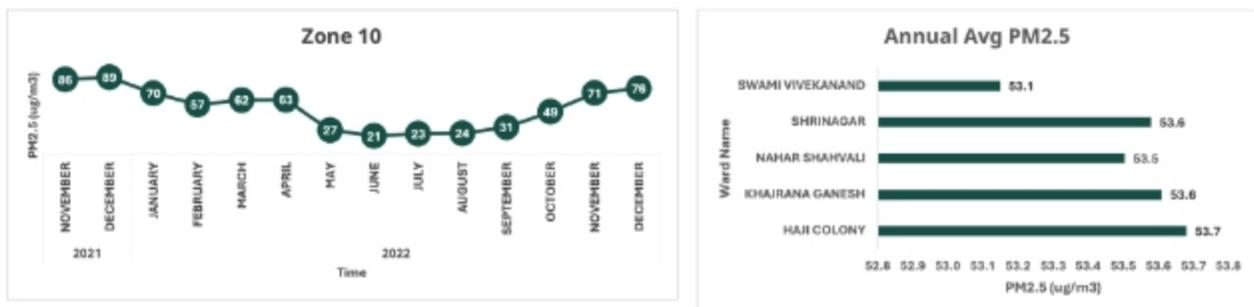 Zone 10
PM2.5 (ug/m3)
86 89 70 57 62 63 27 21 23 24 31 49 71 76
NOVEMBER DECEMBER JANUARY FEBRUARY MARCH APRIL MAY JUNE JULY AUGUST SEPTEMBER OCTOBER NOVEMBER DECEMBER
2021 2022
Time
Annual Avg PM2.5
Ward Name
SWAMI VIVEKANAND 53.1
SHRINAGAR 53.6
NAHAR SHAHVALI 53.5
KHAJRANA GANESH 53.6
HAJI COLONY 53.7
52.8 52.9 53.0 53.1 53.2 53.3 53.4 53.5 53.6 53.7 53.8
PM2.5 (ug/m3)